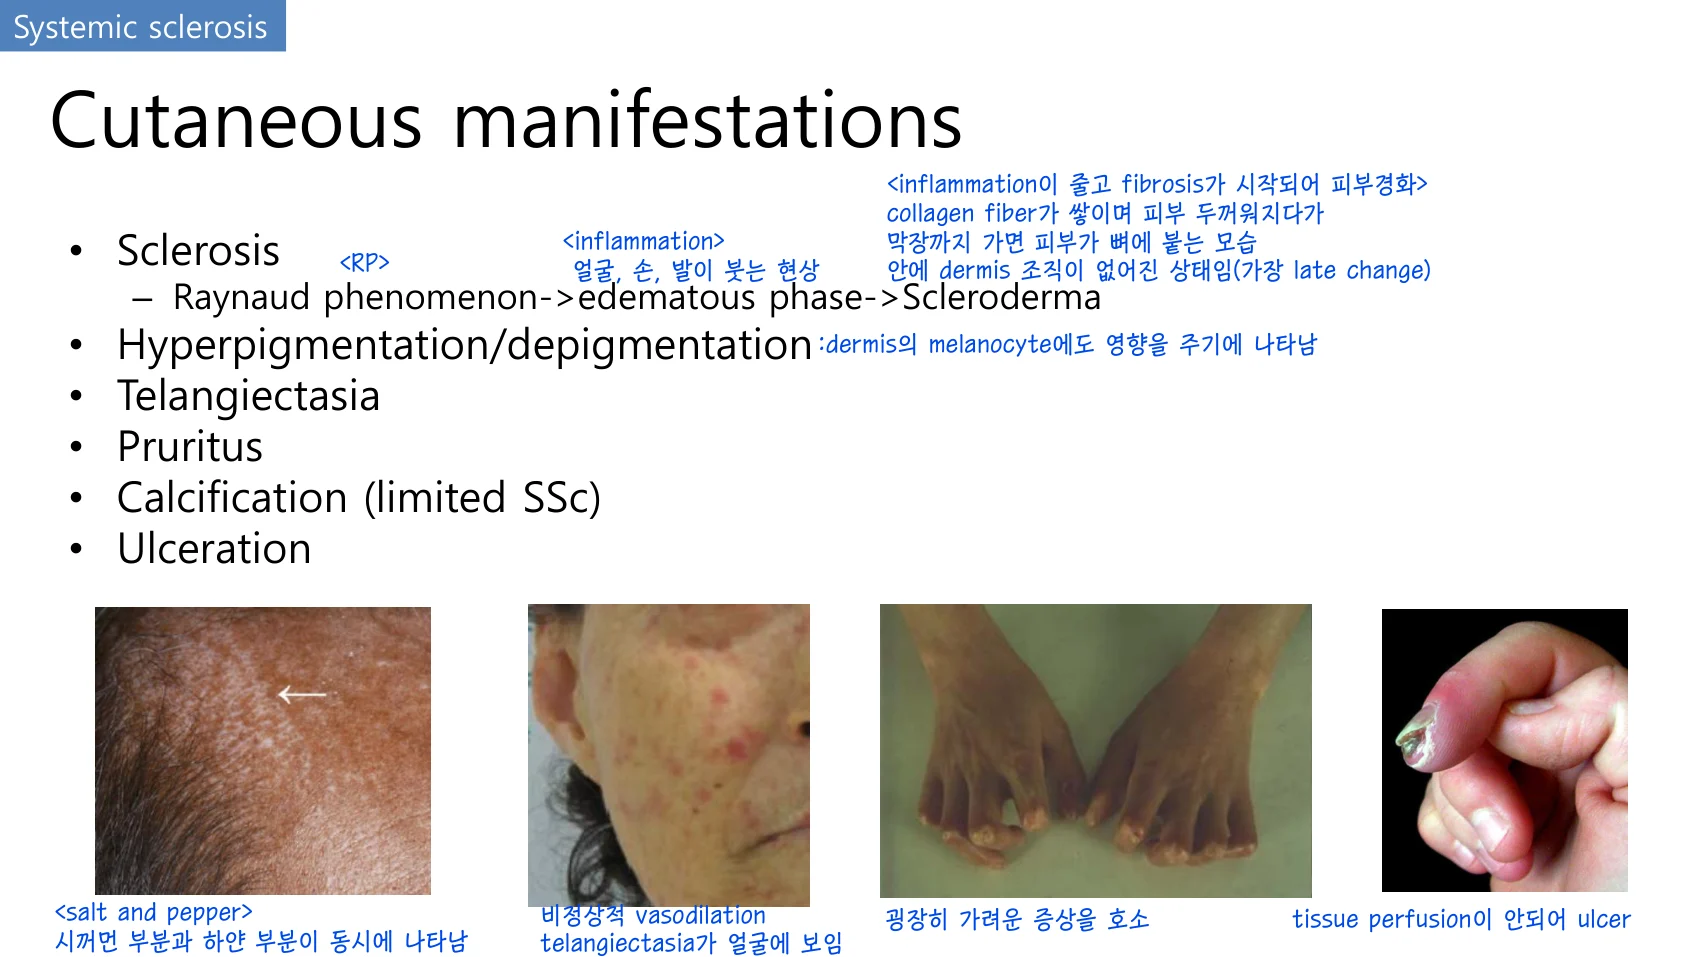 Systemic sclerosis
Cutaneous manifestations
<inflammation이 줄고 fibrosis가 시작되어 피부경화>
collagen fiber가 쌓이며 피부 두꺼워지다가
막장까지 가면 피부가 뼈에 붙는 모습
안에 dermis 조직이 없어진 상태임(가장 late change)
<inflammation>
얼굴, 손, 발이 붓는 현상
• Sclerosis
<RP>
– Raynaud phenomenon->edematous phase->Scleroderma
• Hyperpigmentation/depigmentation :dermis의 melanocyte에도 영향을 주기에 나타남
• Telangiectasia
• Pruritus
• Calcification (limited SSc)
• Ulceration
<salt and pepper>
시꺼먼 부분과 하얀 부분이 동시에 나타남
비정상적 vasodilation
telangiectasia가 얼굴에 보임
굉장히 가려운 증상을 호소
tissue perfusion이 안되어 ulcer